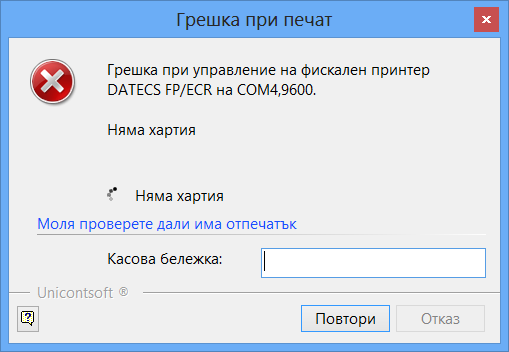 Грешка при печат
Грешка при управление на фискален принтер
DATECS FP/ECR на COM4,9600.
Няма хартия
Няма хартия
Моля проверете дали има отпечатък
Касова бележка:
Unicontsoft ®
Повтори
Отказ